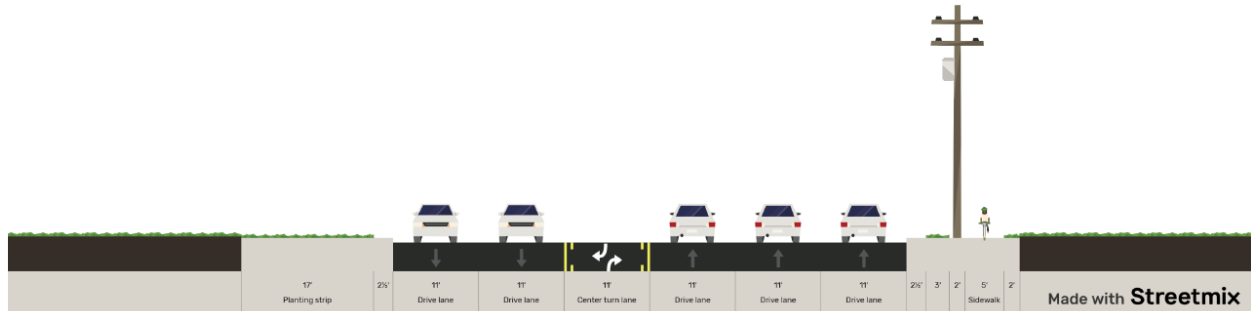 17' 2½' 11' 11' 11' 11' 11' 11' 2½' 3' 2' 5' 2'
Planting strip Drive lane Drive lane Center turn lane Drive lane Drive lane Drive lane Sidewalk
Made with Streetmix